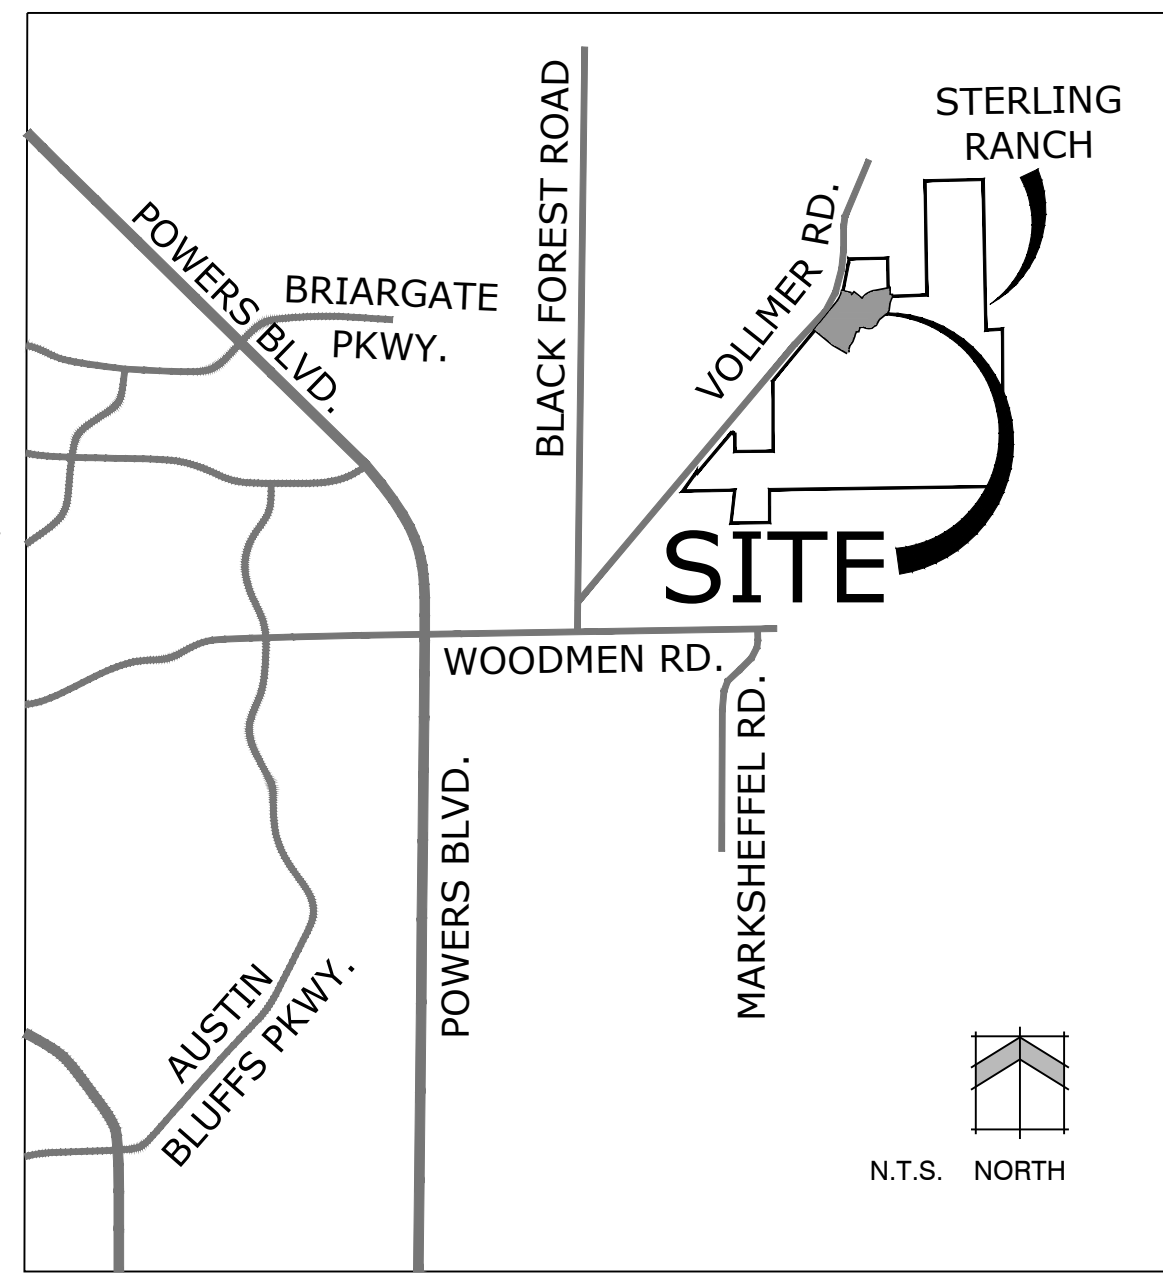 STERLING
RANCH
BLACK FOREST ROAD
VOLLMER RD.
POWERS BLVD.
BRIARGATE
PKWY.
SITE
WOODMEN RD.
MARKSHEFFEL RD.
POWERS BLVD.
AUSTIN
BLUFFS PKWY.
N.T.S.
NORTH